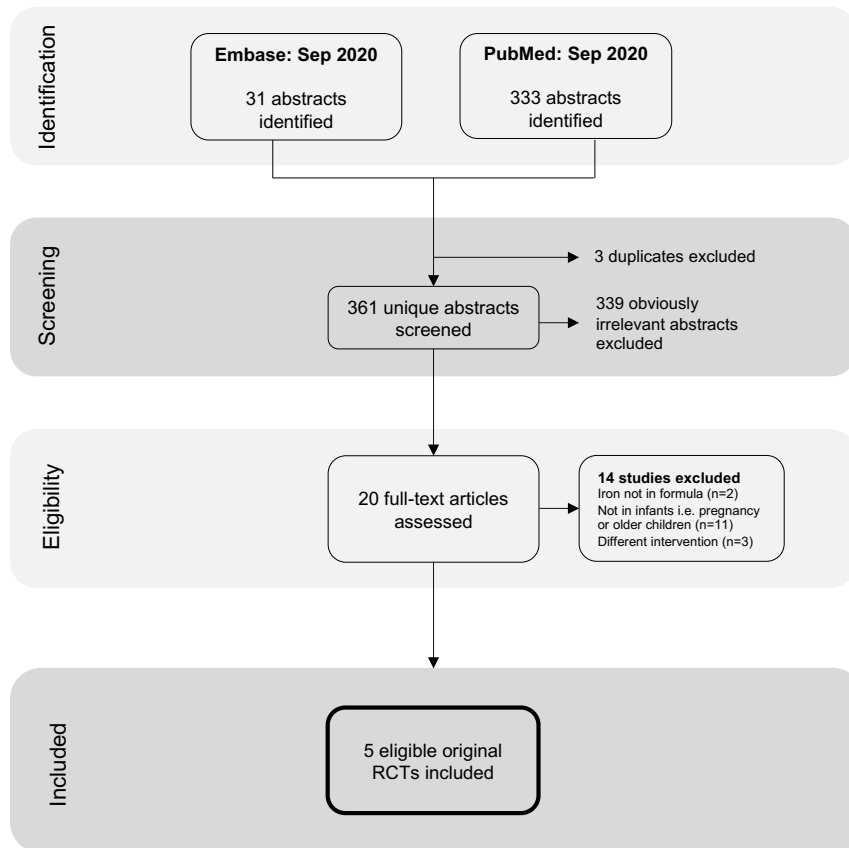 Identification
Embase: Sep 2020
31 abstracts
identified
PubMed: Sep 2020
333 abstracts
identified
Screening
3 duplicates excluded
361 unique abstracts
screened
339 obviously
irrelevant abstracts
excluded
Eligibility
20 full-text articles
assessed
14 studies excluded
Iron not in formula (n=2)
Not in infants i.e. pregnancy
or older children (n=11)
Different intervention (n=3)
Included
5 eligible original
RCTs included